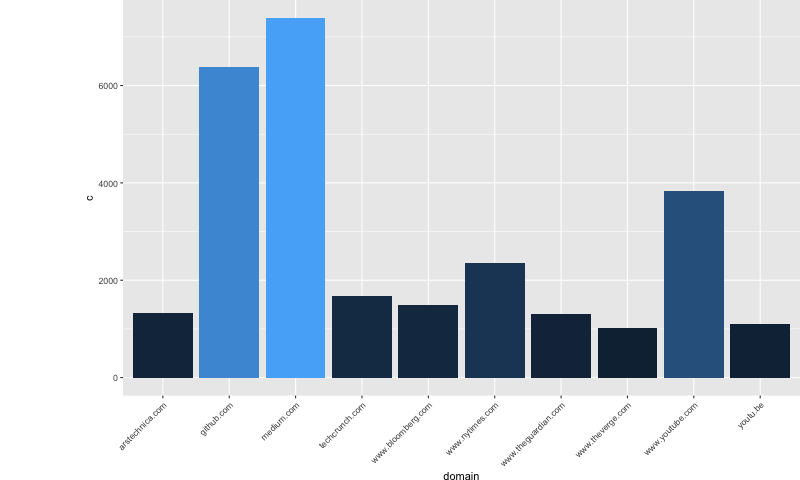 6000
4000
c
2000
0
arstechnica.com
github.com
medium.com
techcrunch.com
www.bloomberg.com
www.nytimes.com
www.theguardian.com
www.theverge.com
www.youtube.com
youtu.be
domain